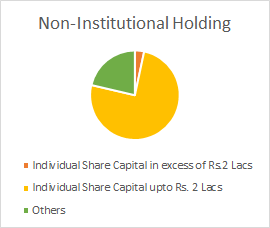 Non-Institutional Holding
Individual Share Capital in excess of Rs.2 Lacs
Individual Share Capital upto Rs. 2 Lacs
Others